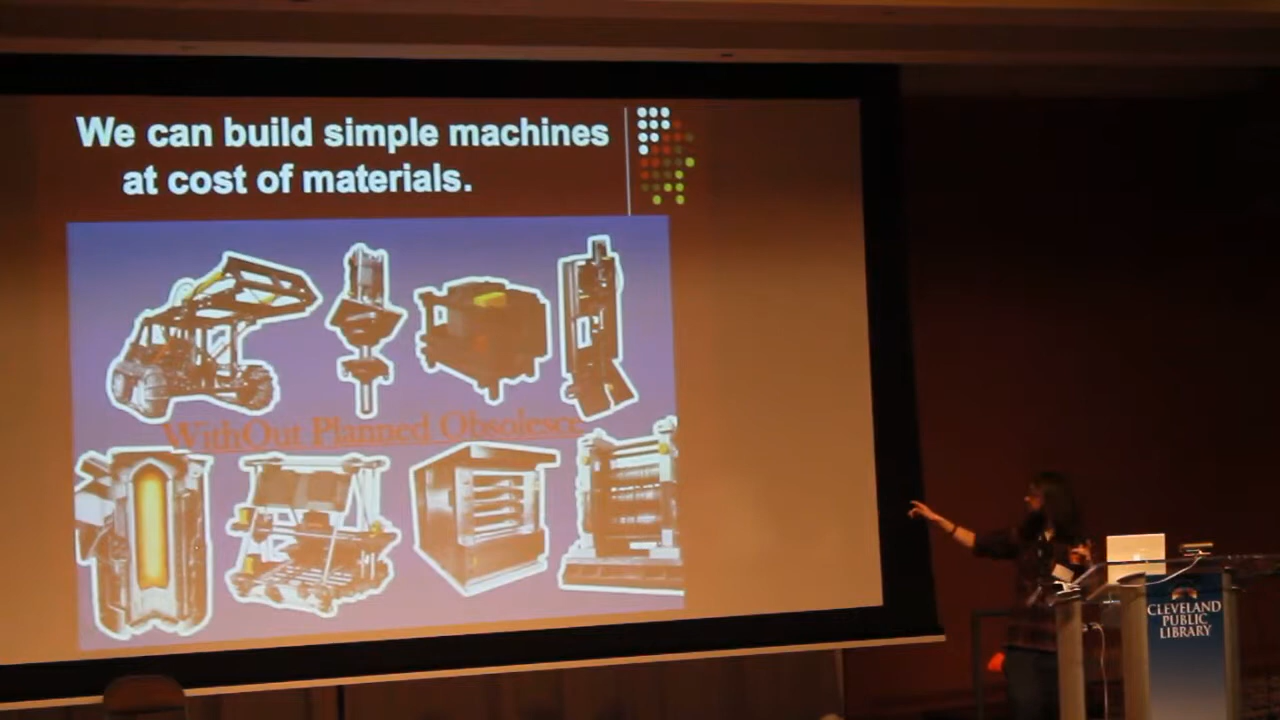 We can build simple machines
at cost of materials.
WithOut Planned Obsolesce
CLEVELAND
PUBLIC
LIBRARY